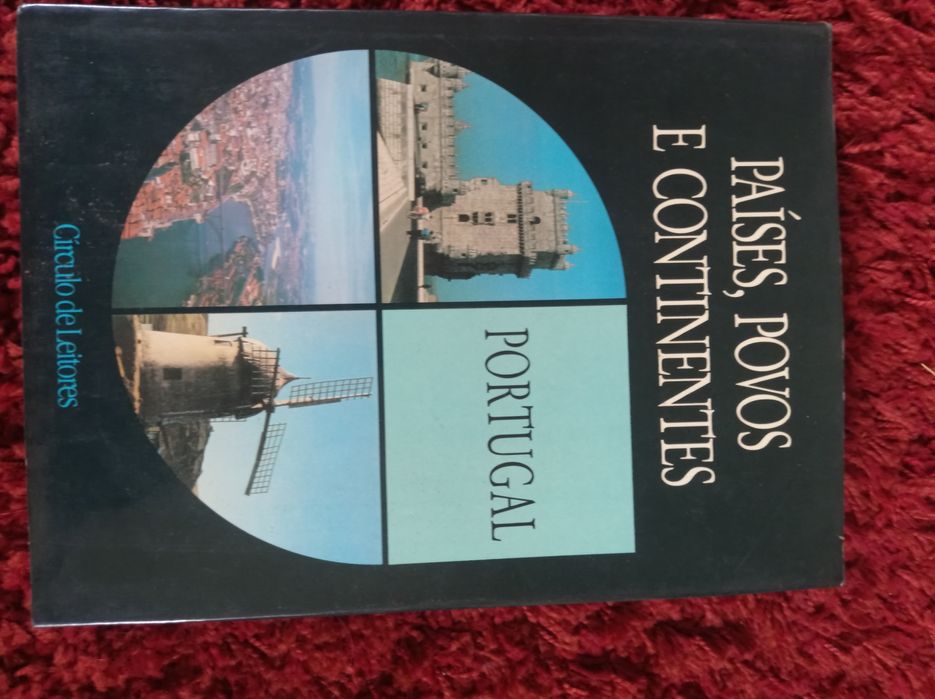 PAÍSES, POVOS
E CONTINENTES
PORTUGAL
Círculo de Leitores